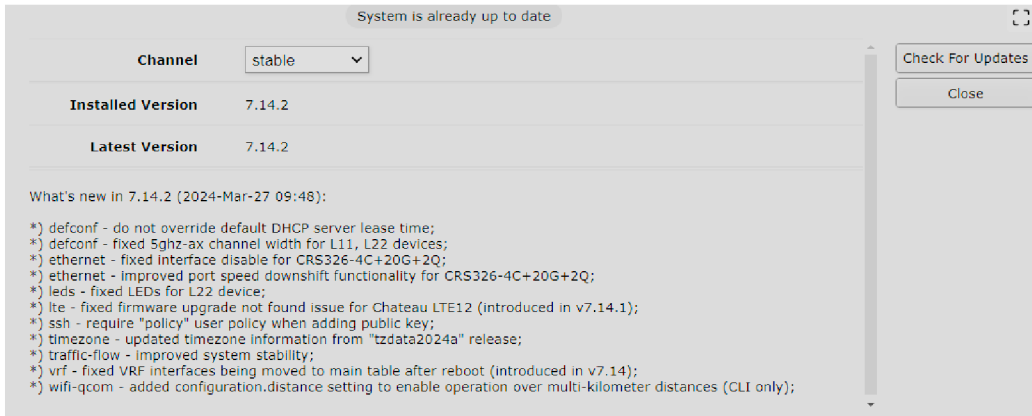 System is already up to date
Channel stable
Check For Updates
Installed Version 7.14.2
Close
Latest Version 7.14.2
What's new in 7.14.2 (2024-Mar-27 09:48):
*) defconf - do not override default DHCP server lease time;
*) defconf - fixed 5ghz-ax channel width for L11, L22 devices;
*) ethernet - fixed interface disable for CRS326-4C+20G+2Q;
*) ethernet - improved port speed downshift functionality for CRS326-4C+20G+2Q;
*) leds - fixed LEDs for L22 device;
*) lte - fixed firmware upgrade not found issue for Chateau LTE12 (introduced in v7.14.1);
*) ssh - require "policy" user policy when adding public key;
*) timezone - updated timezone information from "tzdata2024a" release;
*) traffic-flow - improved system stability;
*) vrf - fixed VRF interfaces being moved to main table after reboot (introduced in v7.14);
*) wifi-qcom - added configuration.distance setting to enable operation over multi-kilometer distances (CLI only);